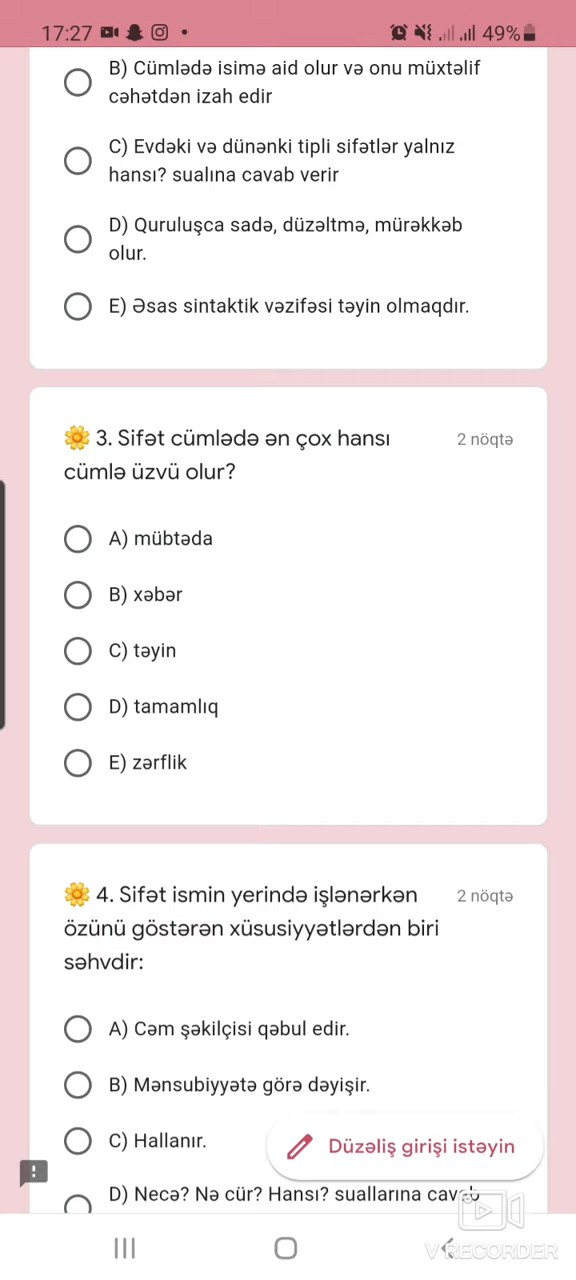 17:27
49%
B) Cümlədə isimə aid olur və onu müxtəlif
cəhətdən izah edir
C) Evdəki və dünənki tipli sifətlər yalnız
hansı? sualına cavab verir
D) Quruluşca sadə, düzəltmə, mürəkkəb
olur.
E) Əsas sintaktik vəzifəsi təyin olmaqdır.
3. Sifət cümlədə ən çox hansı
cümlə üzvü olur?
2 nöqtə
A) mübtəda
B) xəbər
C) təyin
D) tamamlıq
E) zərflik
4. Sifət ismin yerində işlənərkən
özünü göstərən xüsusiyyətlərdən biri
səhvdir:
2 nöqtə
A) Cəm şəkilçisi qəbul edir.
B) Mənsubiyyətə görə dəyişir.
C) Hallanır.
Düzəliş girişi istəyin
D) Necə? Nə cür? Hansı? suallarına cavab
V RECORDER